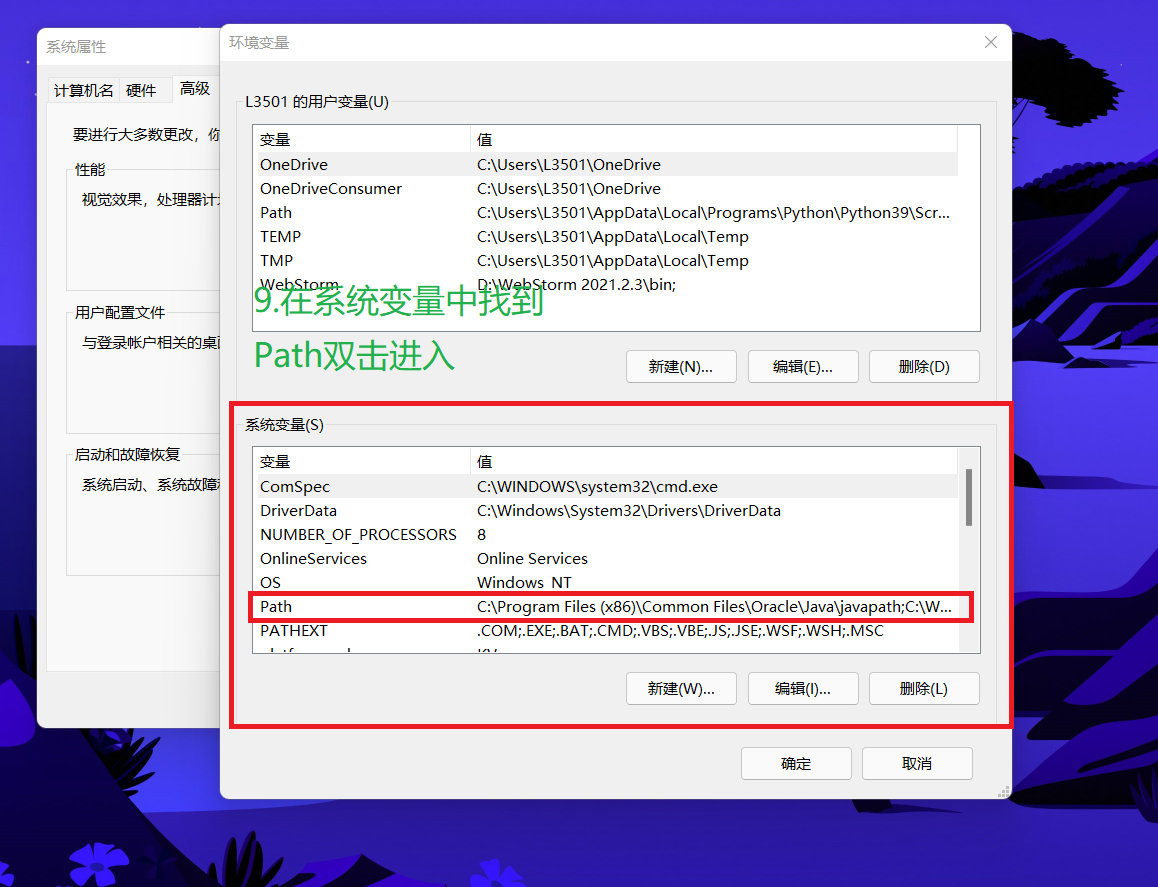 系统属性
环境变量
计算机名 硬件 高级
要进行大多数更改，你
性能
视觉效果，处理器计
用户配置文件
与登录帐户相关的桌
启动和故障恢复
系统启动、系统故障
L3501 的用户变量(U)
变量 值
OneDrive C:\Users\L3501\OneDrive
OneDriveConsumer C:\Users\L3501\OneDrive
Path C:\Users\L3501\AppData\Local\Programs\Python\Python39\Scr...
TEMP C:\Users\L3501\AppData\Local\Temp
TMP C:\Users\L3501\AppData\Local\Temp
WebStorm D:\WebStorm 2021.2.3\bin;
9.在系统变量中找到
Path双击进入
新建(N)... 编辑(E)... 删除(D)
系统变量(S)
变量 值
ComSpec C:\WINDOWS\system32\cmd.exe
DriverData C:\Windows\System32\Drivers\DriverData
NUMBER_OF_PROCESSORS 8
OnlineServices Online Services
OS Windows_NT
Path C:\Program Files (x86)\Common Files\Oracle\Java\javapath;C:\W...
PATHEXT .COM;.EXE;.BAT;.CMD;.VBS;.VBE;.JS;.JSE;.WSF;.WSH;.MSC
新建(W)... 编辑(I)... 删除(L)
确定 取消